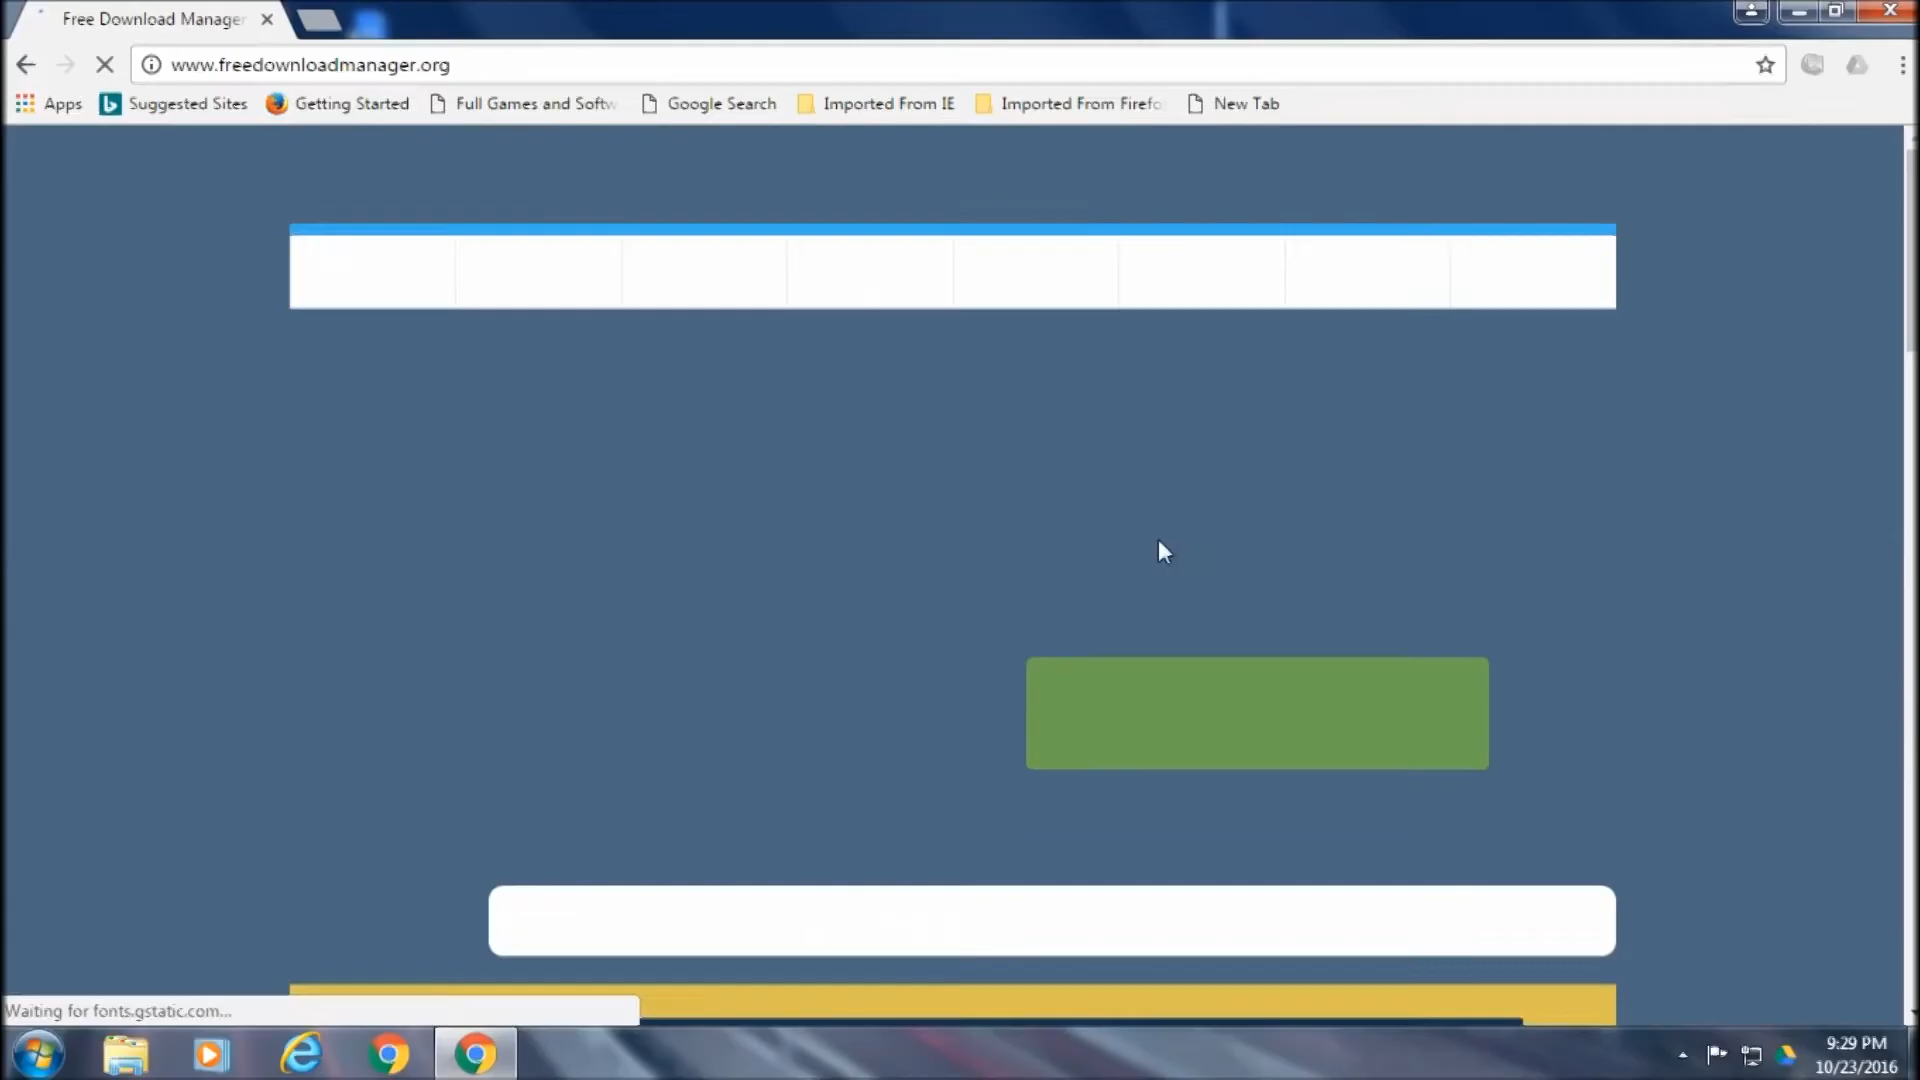 Free Download Manager
www.freedownloadmanager.org
Apps
Suggested Sites
Getting Started
Full Games and Softw
Google Search
Imported From IE
Imported From Firefo
New Tab
Waiting for fonts.gstatic.com...
9:29 PM
10/23/2016